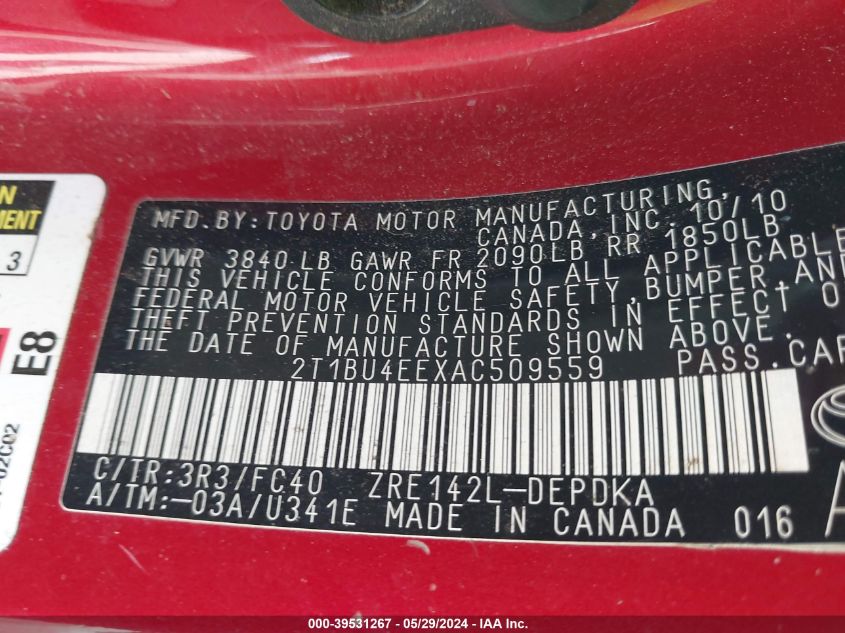 N
MENT
3
E8
02C02
MFD.BY:TOYOTA MOTOR MANUFACTURING,
CANADA, INC. 10/10
GVWR 3840 LB GAWR FR 2090LB RR 1850LB
THIS VEHICLE CONFORMS TO ALL APPLICABLE
FEDERAL MOTOR VEHICLE SAFETY,BUMPER,AND
THEFT PREVENTION STANDARDS IN EFFECT O
THE DATE OF MANUFACTURE SHOWN ABOVE.
2T1BU4EEXAC509559 PASS.CAR
C/TR:3R3/FC40 ZRE142L-DEPDKA
A/TM:-03A/U341E MADE IN CANADA 016 A
000-39531267 - 05/29/2024 - IAA Inc.